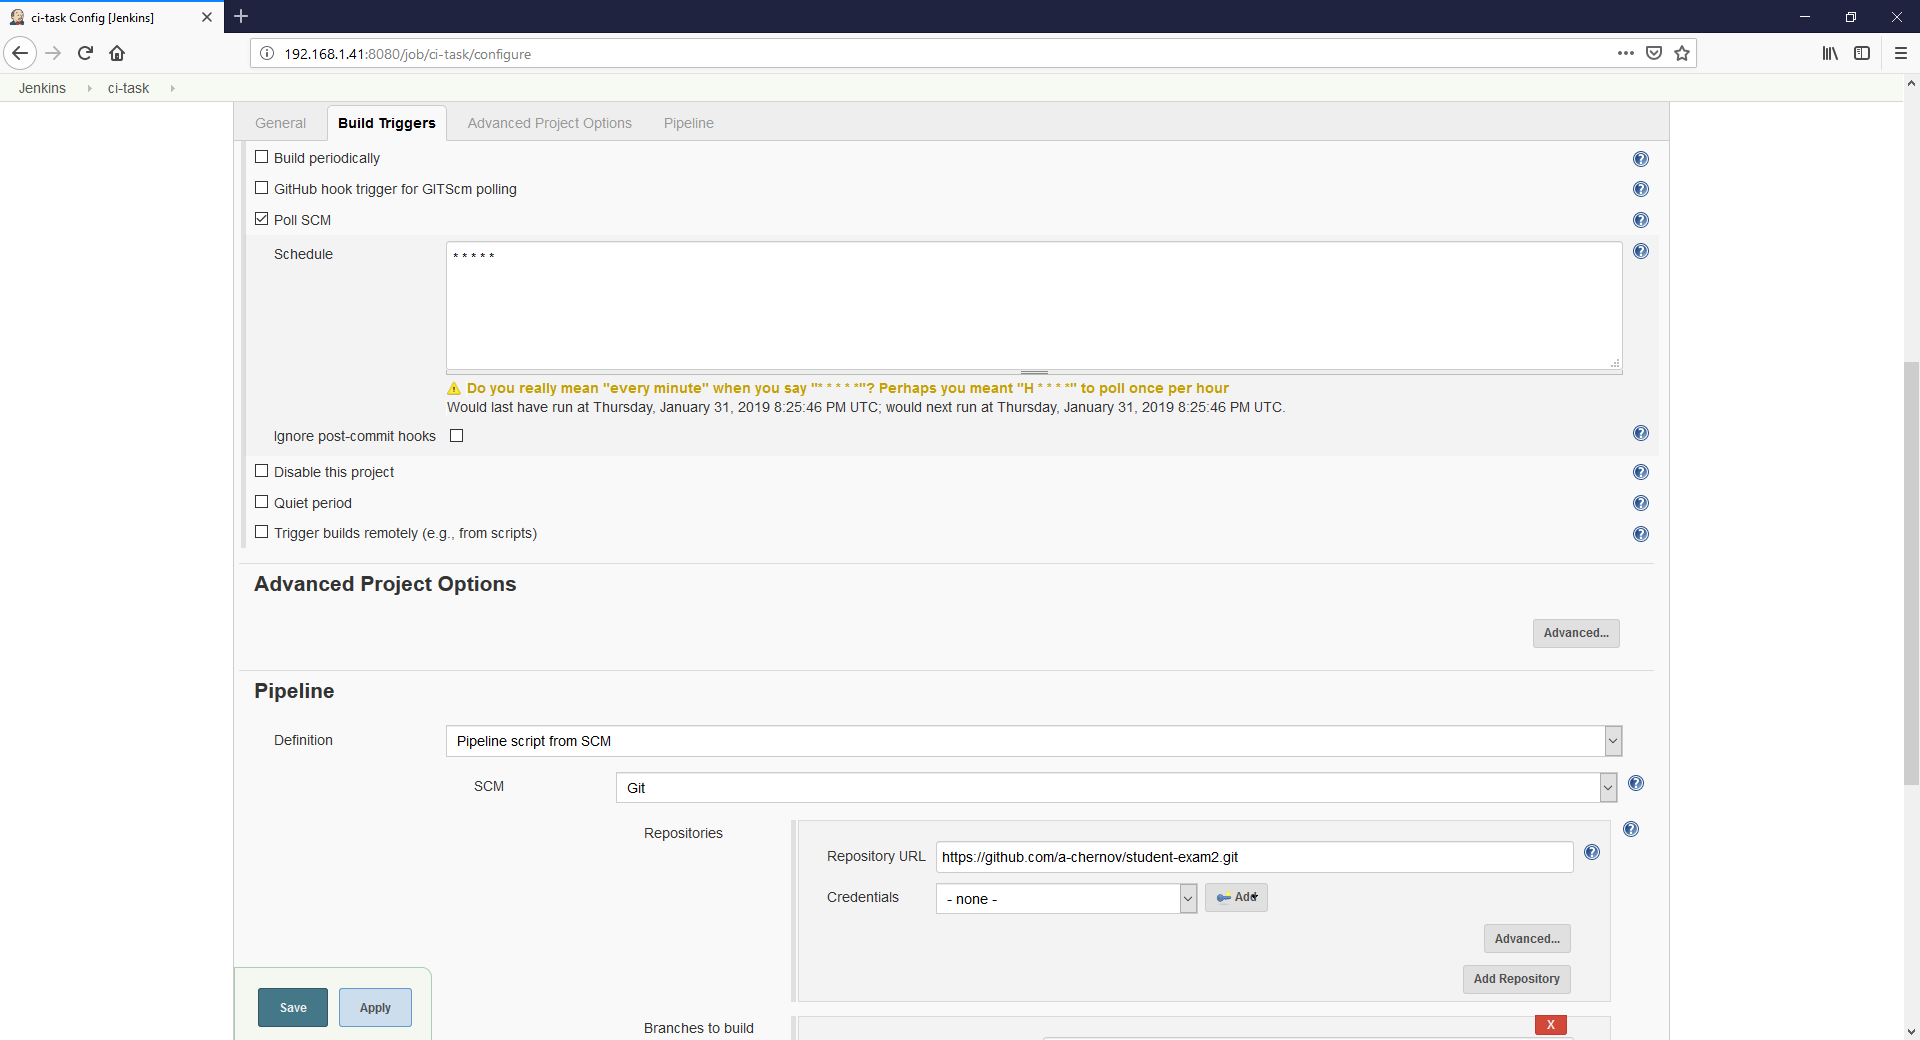 ci-task Config [Jenkins]
192.168.1.41:8080/job/ci-task/configure
Jenkins ci-task
General Build Triggers Advanced Project Options Pipeline
Build periodically
GitHub hook trigger for GITScm polling
Poll SCM
Schedule
* * * * *
Do you really mean "every minute" when you say "* * * * *"? Perhaps you meant "H * * * *" to poll once per hour
Would last have run at Thursday, January 31, 2019 8:25:46 PM UTC; would next run at Thursday, January 31, 2019 8:25:46 PM UTC.
Ignore post-commit hooks
Disable this project
Quiet period
Trigger builds remotely (e.g., from scripts)
Advanced Project Options
Advanced...
Pipeline
Definition
Pipeline script from SCM
SCM
Git
Repositories
Repository URL
https://github.com/a-chernov/student-exam2.git
Credentials
- none -
Add
Advanced...
Add Repository
Save
Apply
Branches to build
X